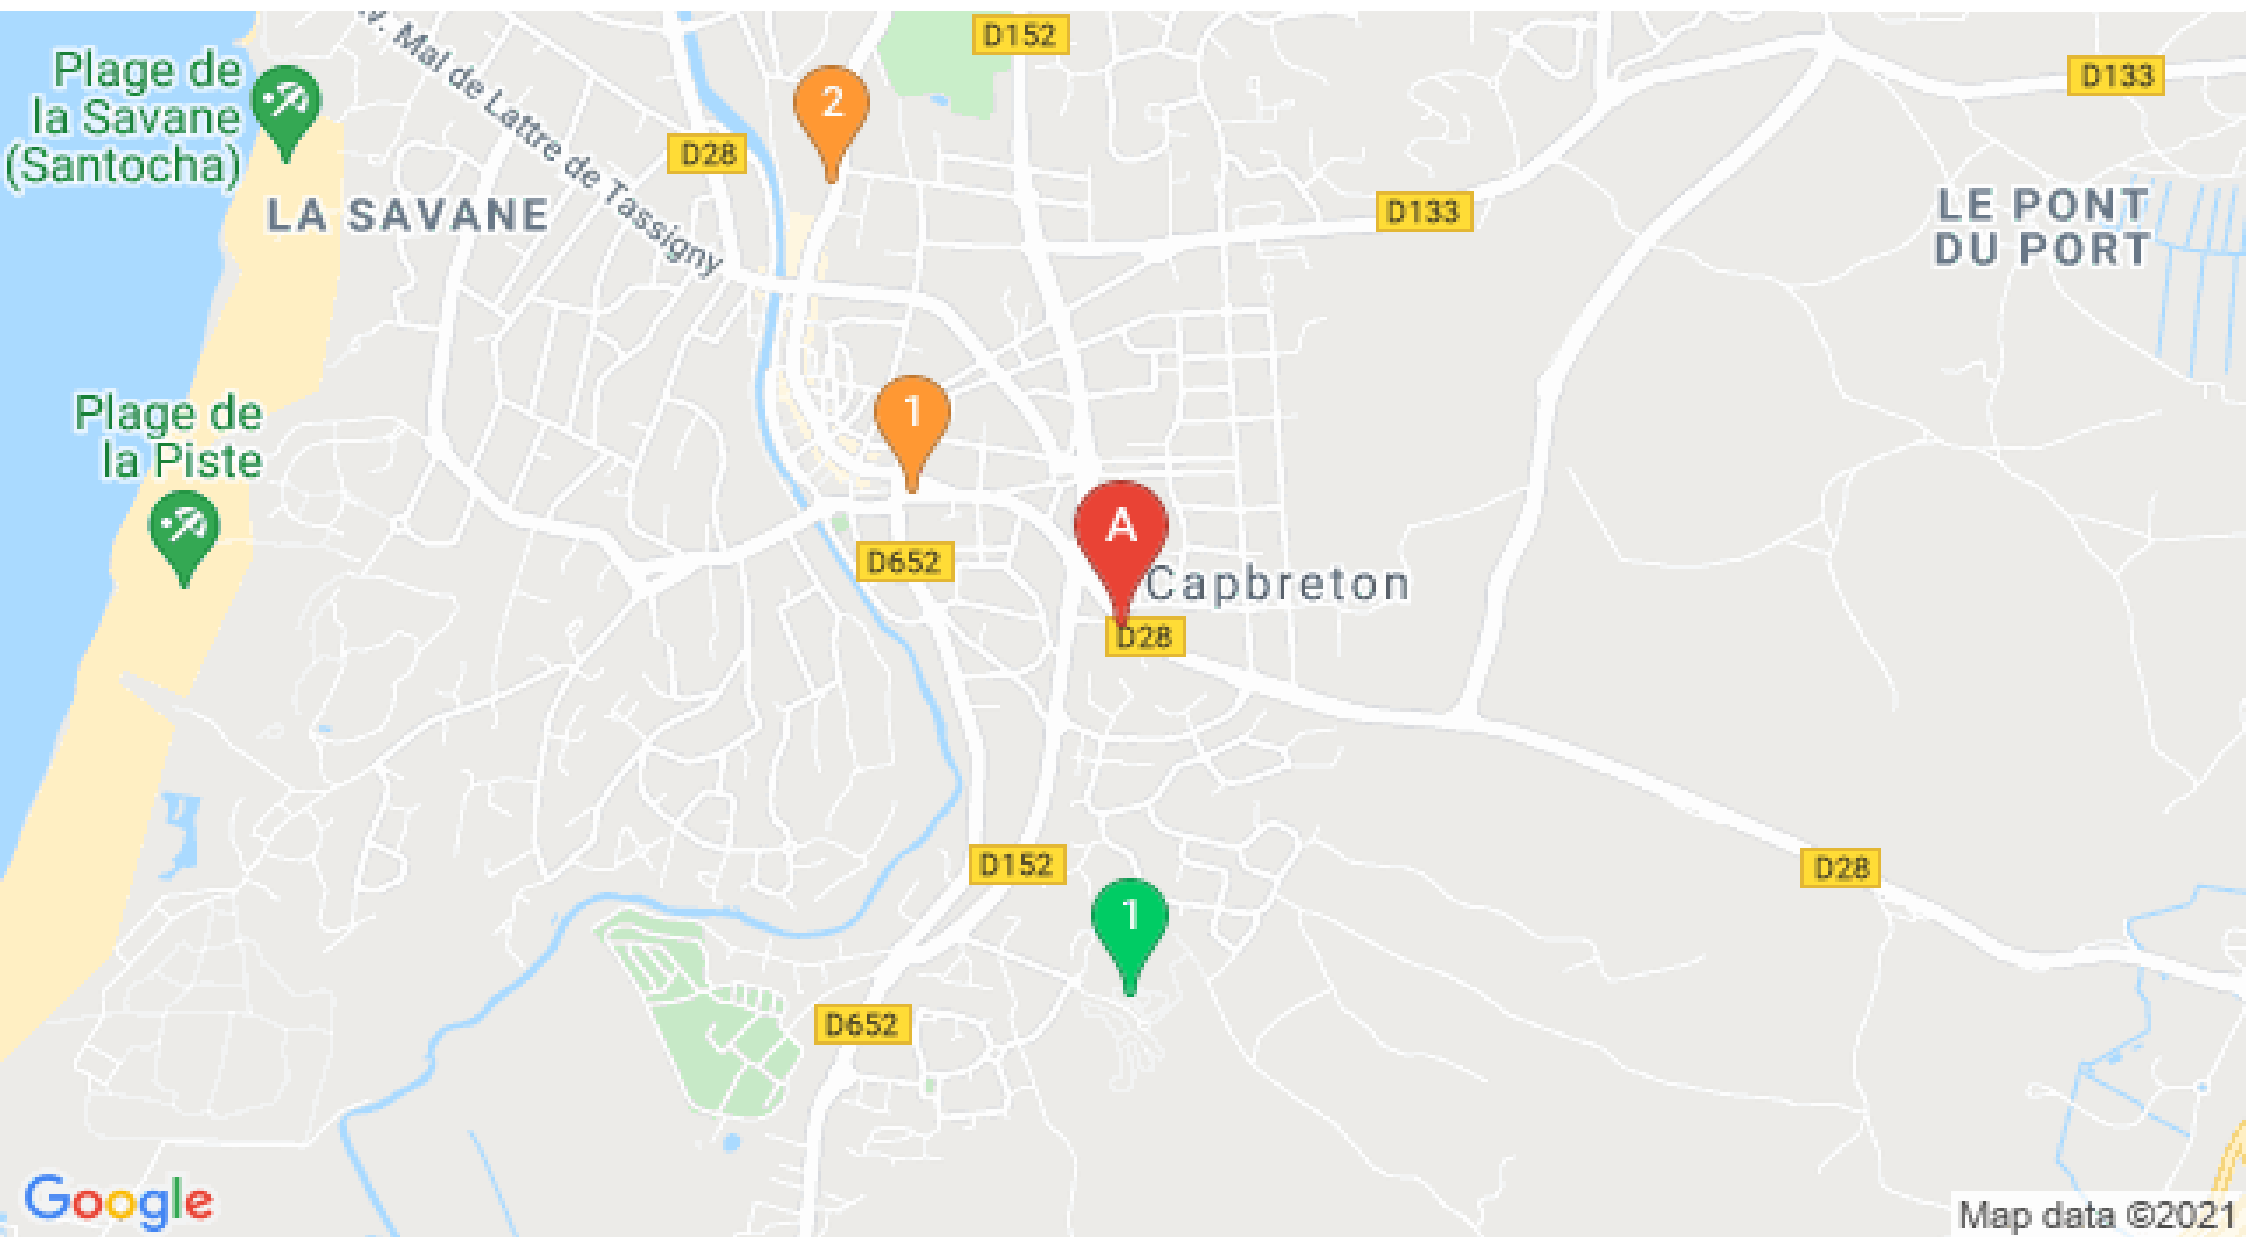 D152
Plage de
la Savane
(Santocha)
Mal de Lattre de Tassigny
D133
2
D28
LA SAVANE
D133
LE PONT
DU PORT
Plage de
la Piste
1
A
D652
Capbreton
D28
D152
D28
1
D652
Google
Map data ©2021